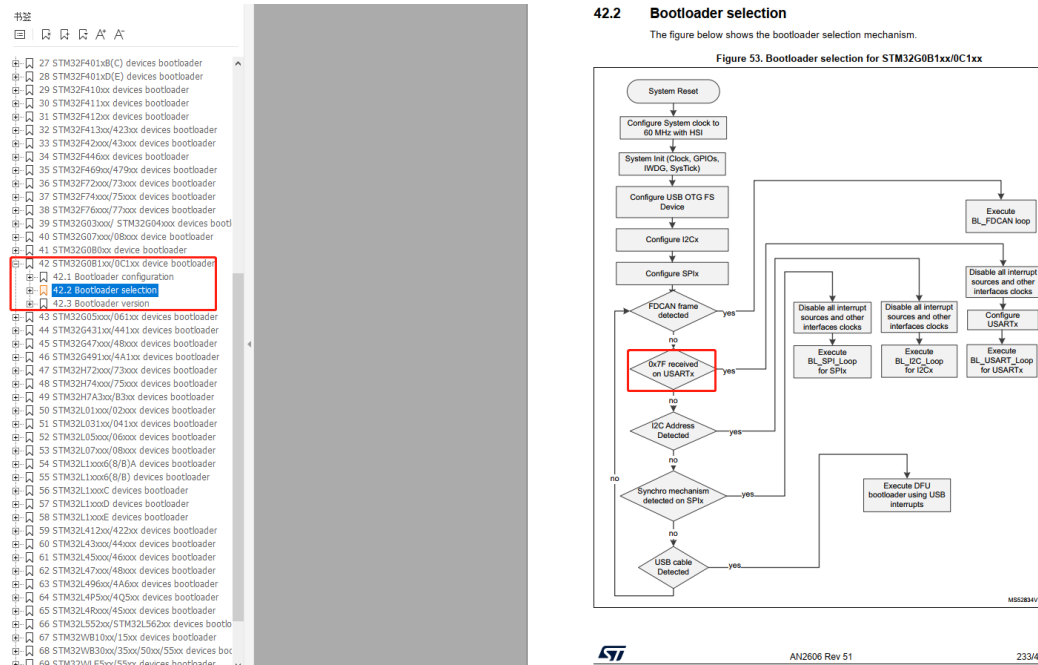 书签
27 STM32F401xB(C) devices bootloader
28 STM32F401xD(E) devices bootloader
29 STM32F410xx devices bootloader
30 STM32F411xx devices bootloader
31 STM32F412xx devices bootloader
32 STM32F413xx/423xx devices bootloader
33 STM32F42xxx/43xxx devices bootloader
34 STM32F446xx devices bootloader
35 STM32F469xx/479xx devices bootloader
36 STM32F72xxx/73xxx devices bootloader
37 STM32F74xxx/75xxx devices bootloader
38 STM32F76xxx/77xxx devices bootloader
39 STM32G03xxx/ STM32G04xxx devices bootl
40 STM32G07xxx/08xxx device bootloader
41 STM32G0B0xx device bootloader
42 STM32G0B1xx/0C1xx device bootloader
42.1 Bootloader configuration
42.2 Bootloader selection
42.3 Bootloader version
43 STM32G05xxx/061xx devices bootloader
44 STM32G431xx/441xx devices bootloader
45 STM32G47xxx/48xxx devices bootloader
46 STM32G491xx/4A1xx devices bootloader
47 STM32H72xxx/73xxx devices bootloader
48 STM32H74xxx/75xxx devices bootloader
49 STM32H7A3xx/B3xx devices bootloader
50 STM32L01xxx/02xxx devices bootloader
51 STM32L031xx/041xx devices bootloader
52 STM32L05xxx/06xxx devices bootloader
53 STM32L07xxx/08xxx devices bootloader
54 STM32L1xxx6(8/B)A devices bootloader
55 STM32L1xxx6(8/B) devices bootloader
56 STM32L1xxxC devices bootloader
57 STM32L1xxxD devices bootloader
58 STM32L1xxxE devices bootloader
59 STM32L412xx/422xx devices bootloader
60 STM32L43xxx/44xxx devices bootloader
61 STM32L45xxx/46xxx devices bootloader
62 STM32L47xxx/48xxx devices bootloader
63 STM32L496xx/4A6xx devices bootloader
64 STM32L4P5xx/4Q5xx devices bootloader
65 STM32L4Rxxx/4Sxxx devices bootloader
66 STM32L552xx/STM32L562xx devices bootlo
67 STM32WB10xx/15xx devices bootloader
68 STM32WB30xx/35xx/50xx/55xx devices boo
69 STM32WLE5xx/55xx devices bootloader
42.2 Bootloader selection
The figure below shows the bootloader selection mechanism.
Figure 53. Bootloader selection for STM32G0B1xx/0C1xx
System Reset
Configure System clock to
60 MHz with HSI
System Init (Clock, GPIOs,
IWDG, SysTick)
Configure USB OTG FS
Device
Configure I2Cx
Configure SPIx
FDCAN frame
detected
yes
no
0x7F received
on USARTx
yes
no
I2C Address
Detected
yes
no
Synchro mechanism
detected on SPIx
yes
no
USB cable
Detected
yes
no
Execute
BL_FDCAN loop
Disable all interrupt
sources and other
interfaces clocks
Configure
USARTx
Execute
BL_USART_Loop
for USARTx
Disable all interrupt
sources and other
interfaces clocks
Execute
BL_I2C_Loop
for I2Cx
Disable all interrupt
sources and other
interfaces clocks
Execute
BL_SPI_Loop
for SPIx
Execute DFU
bootloader using USB
interrupts
MS52834V
ST
AN2606 Rev 51
233/4